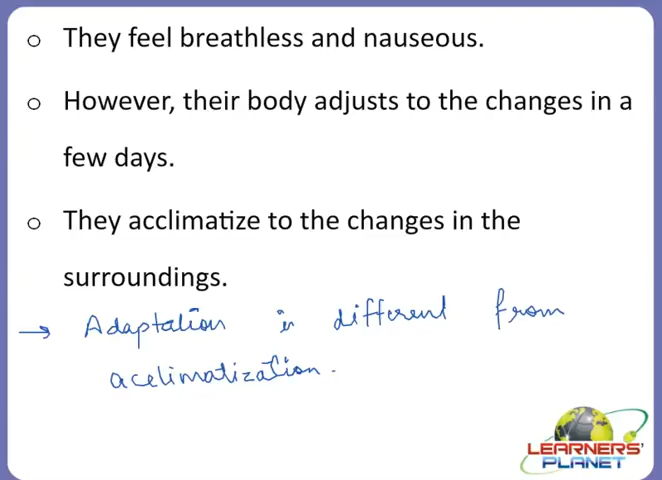 o They feel breathless and nauseous.
o However, their body adjusts to the changes in a
few days.
o They acclimatize to the changes in the
surroundings.
→ Adaptation is different from
acclimatization.
LEARNERS'
PLANET